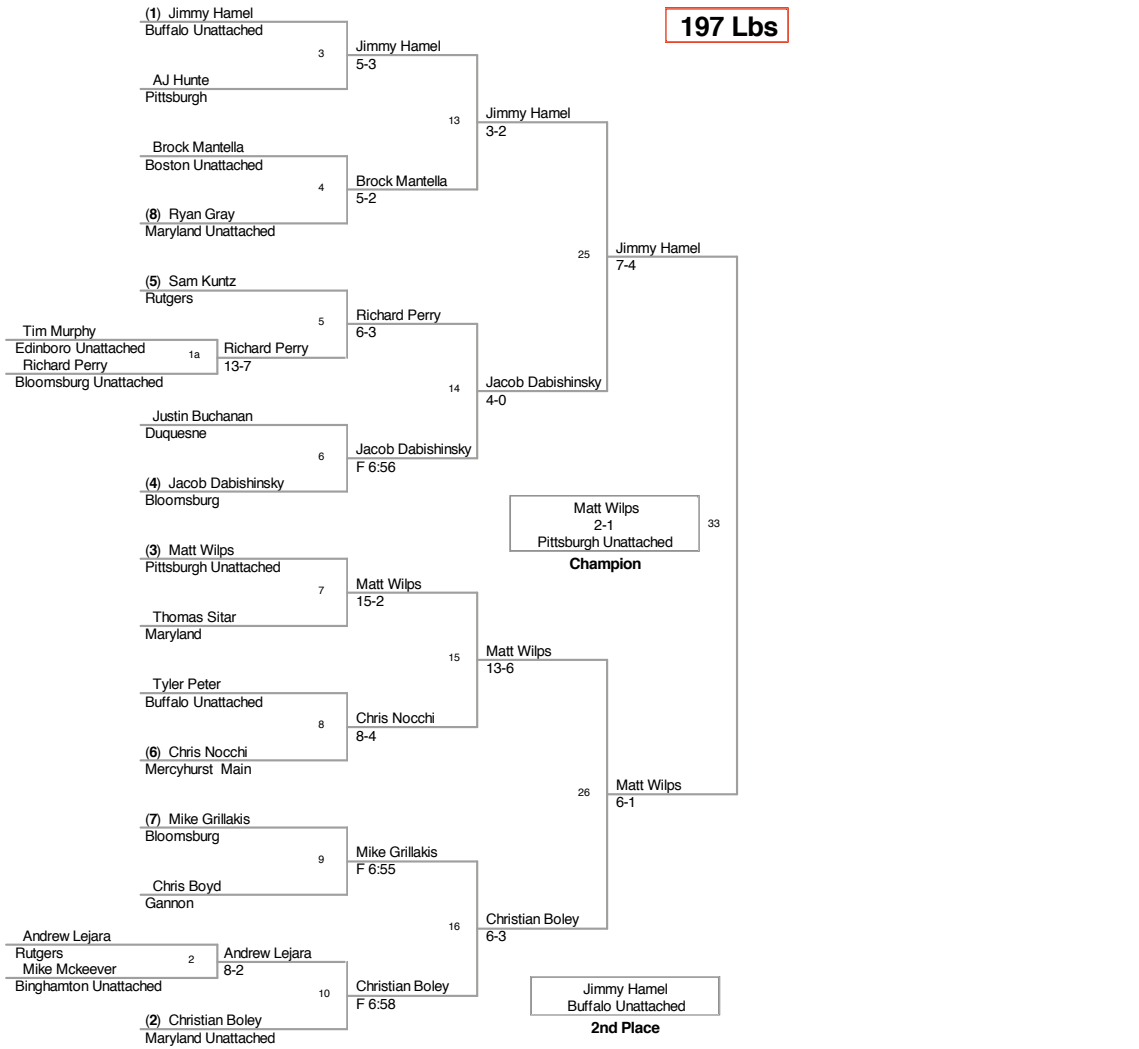 197 Lbs
(1) Jimmy Hamel
Buffalo Unattached
3
Jimmy Hamel
5-3
AJ Hunte
Pittsburgh
13
Jimmy Hamel
3-2
Brock Mantella
Boston Unattached
4
Brock Mantella
5-2
(8) Ryan Gray
Maryland Unattached
25
Jimmy Hamel
7-4
(5) Sam Kuntz
Rutgers
5
Richard Perry
6-3
Tim Murphy
Edinboro Unattached
1a
Richard Perry
13-7
Richard Perry
Bloomsburg Unattached
14
Jacob Dabishinsky
4-0
Justin Buchanan
Duquesne
6
Jacob Dabishinsky
F 6:56
(4) Jacob Dabishinsky
Bloomsburg
Matt Wilps
2-1
Pittsburgh Unattached
33
Champion
(3) Matt Wilps
Pittsburgh Unattached
7
Matt Wilps
15-2
Thomas Sitar
Maryland
15
Matt Wilps
13-6
Tyler Peter
Buffalo Unattached
8
Chris Nocchi
8-4
(6) Chris Nocchi
Mercyhurst Main
26
Matt Wilps
6-1
(7) Mike Grillakis
Bloomsburg
9
Mike Grillakis
F 6:55
Chris Boyd
Gannon
16
Christian Boley
6-3
Andrew Lejara
Rutgers
2
Andrew Lejara
8-2
Mike Mckeever
Binghamton Unattached
10
Christian Boley
F 6:58
(2) Christian Boley
Maryland Unattached
Jimmy Hamel
Buffalo Unattached
2nd Place